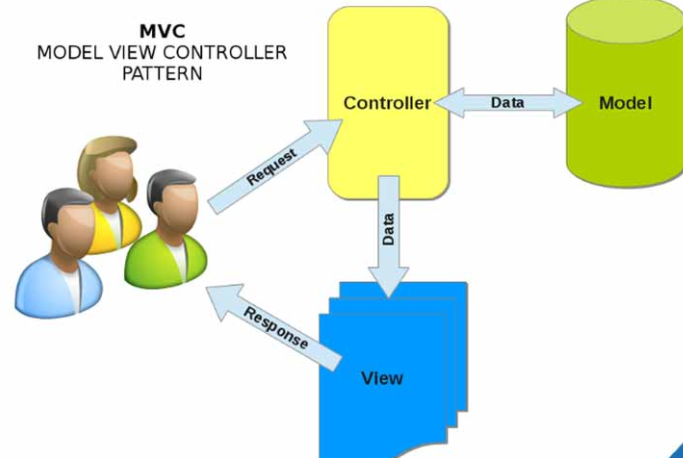 MVC
MODEL VIEW CONTROLLER
PATTERN
Controller
Data
Model
Request
Data
Response
View